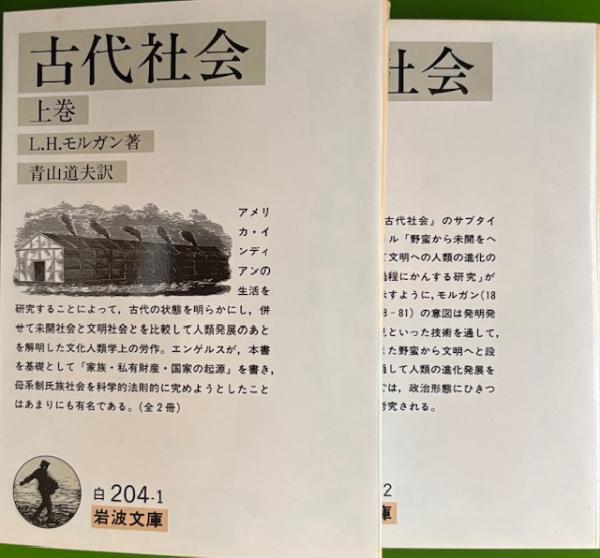 古代社会
上巻
L.H.モルガン著
青山道夫訳
アメリ
カ・イ
ンディ
アンの
生活を
研究することによって,古代の状態を明らかにし,併
せて未開社会と文明社会とを比較して人類発展のあと
を解明した文化人類学上の労作。エンゲルスが,本書
を基礎として『家族・私有財産・国家の起源』を書き,
母系制氏族社会を科学的法則的に究めようとしたこと
はあまりにも有名である。(全2冊)
白204-1
岩波文庫
社会
古代社会』のサブタイ
ル「野蛮から未開をへ
て文明への人類の進化の
過程にかんする研究」が
示すように,モルガン(18
-81)の意図は発明発
見といった技術を通して,
また野蛮から文明へと段
通して人類の進化発展を
は,政治形態にひきつ
考究される。
2
文庫